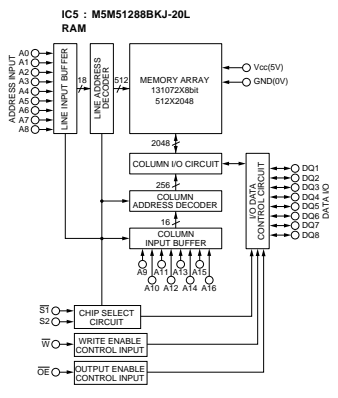 IC5 : M5M51288BKJ-20L
RAM
ADDRESS INPUT
A0
A1
A2
A3
A4
A5
A6
A7
A8
LINE INPUT BUFFER
18
LINE ADDRESS DECODER
512
MEMORY ARRAY
131072X8bit
512X2048
Vcc(5V)
GND(0V)
2048
COLUMN I/O CIRCUIT
256
COLUMN
ADDRESS DECODER
16
COLUMN
INPUT BUFFER
A9 A11 A13 A15
A10 A12 A14 A16
I/O DATA
CONTROL CIRCUIT
DQ1
DQ2
DQ3
DQ4
DQ5
DQ6
DQ7
DQ8
DATA I/O
S1
S2
CHIP SELECT
CIRCUIT
W
WRITE ENABLE
CONTROL INPUT
OE
OUTPUT ENABLE
CONTROL INPUT